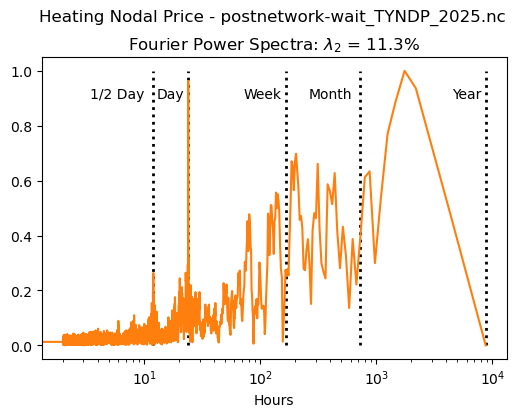 Heating Nodal Price - postnetwork-wait_TYNDP_2025.nc
Fourier Power Spectra: λ₂ = 11.3%
1.0
0.8
0.6
0.4
0.2
0.0
1/2 Day
Day
Week
Month
Year
10¹ 10² 10³ 10⁴
Hours